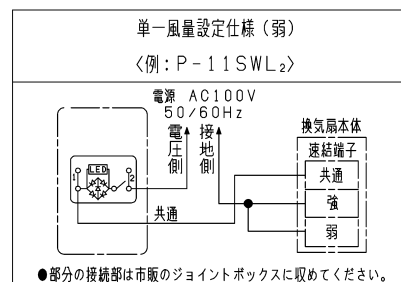 単一風量設定仕様（弱）
〈例：P-11SWL₂〉
電源 AC100V
50/60Hz
電圧側
接地側
換気扇本体
速結端子
共通
強
弱
LED
1
2
共通
●部分の接続部は市販のジョイントボックスに収めてください。